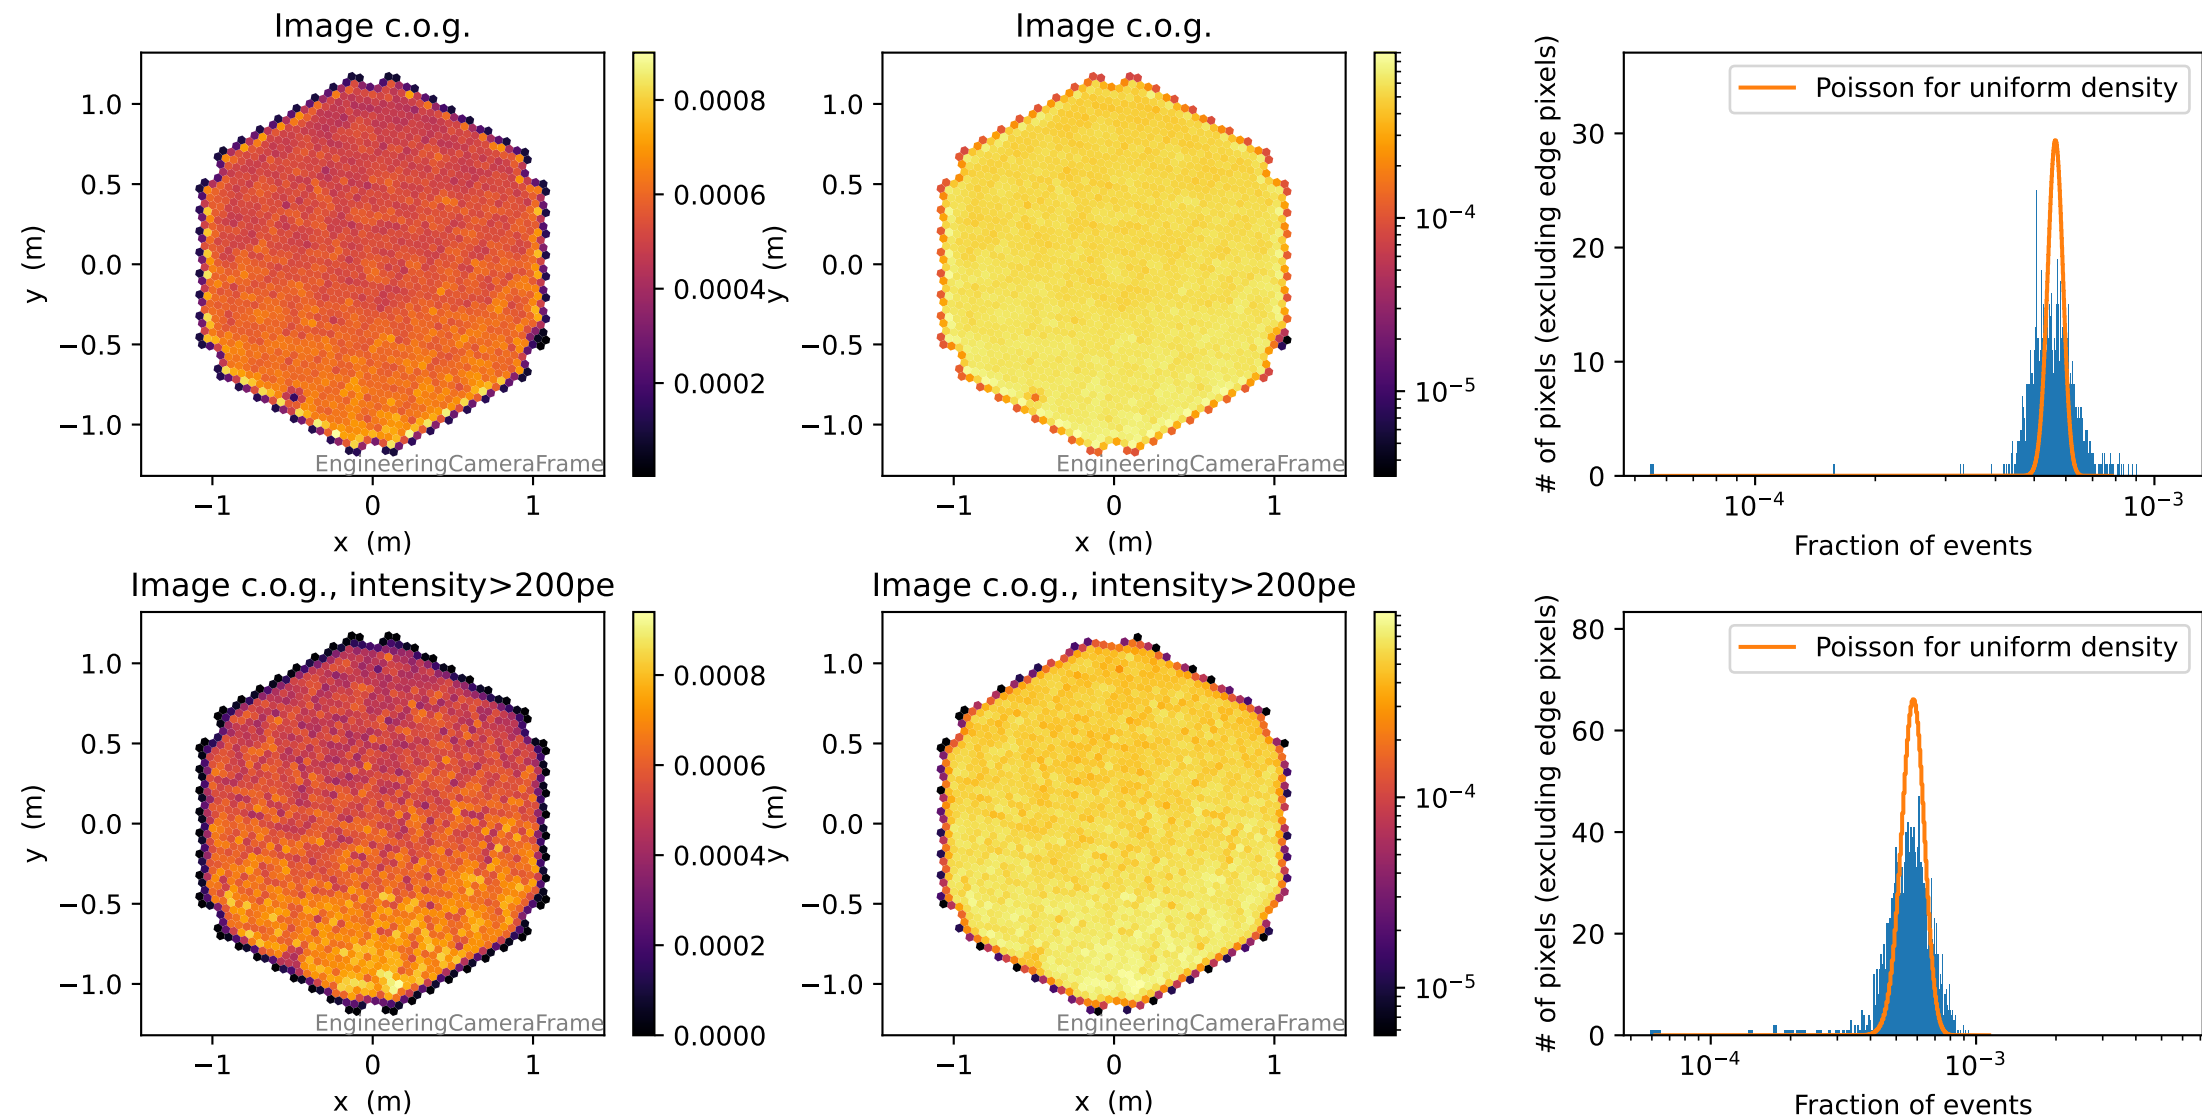 Image c.o.g.
1.0
0.5
0.0
−0.5
−1.0
y (m)
−1
0
1
x (m)
EngineeringCameraFrame
0.0008
0.0006
0.0004
0.0002
Image c.o.g.
1.0
0.5
0.0
−0.5
−1.0
y (m)
−1
0
1
x (m)
EngineeringCameraFrame
10−4
10−5
# of pixels (excluding edge pixels)
30
20
10
0
Poisson for uniform density
10−4
10−3
Fraction of events
Image c.o.g., intensity>200pe
1.0
0.5
0.0
−0.5
−1.0
y (m)
−1
0
1
x (m)
EngineeringCameraFrame
0.0008
0.0006
0.0004
0.0002
0.0000
Image c.o.g., intensity>200pe
1.0
0.5
0.0
−0.5
−1.0
y (m)
−1
0
1
x (m)
EngineeringCameraFrame
10−4
10−5
# of pixels (excluding edge pixels)
80
60
40
20
0
Poisson for uniform density
10−4
10−3
Fraction of events